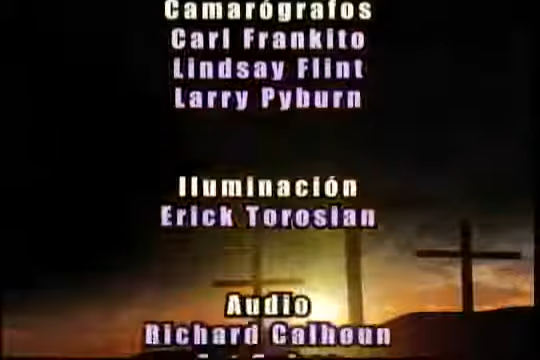 Camarógrafos
Carl Frankito
Lindsay Flint
Larry Pyburn
Iluminación
Erick Torosian
Audio
Richard Calhoun